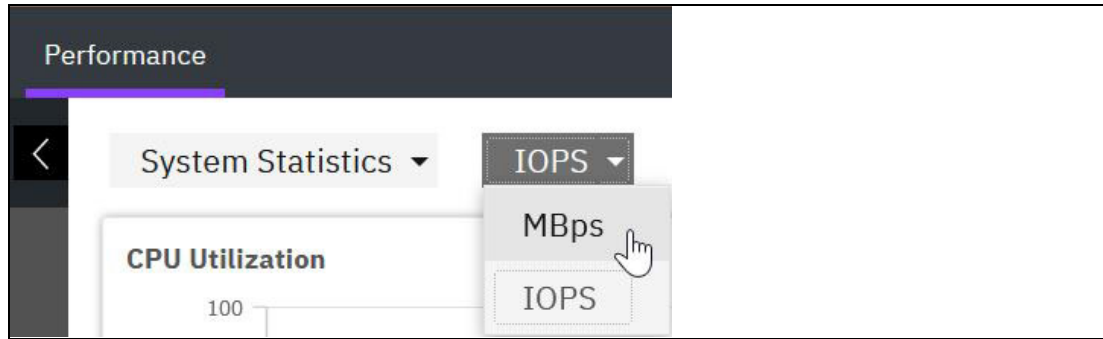 Performance
System Statistics IOPS
MBps
CPU Utilization
IOPS
100